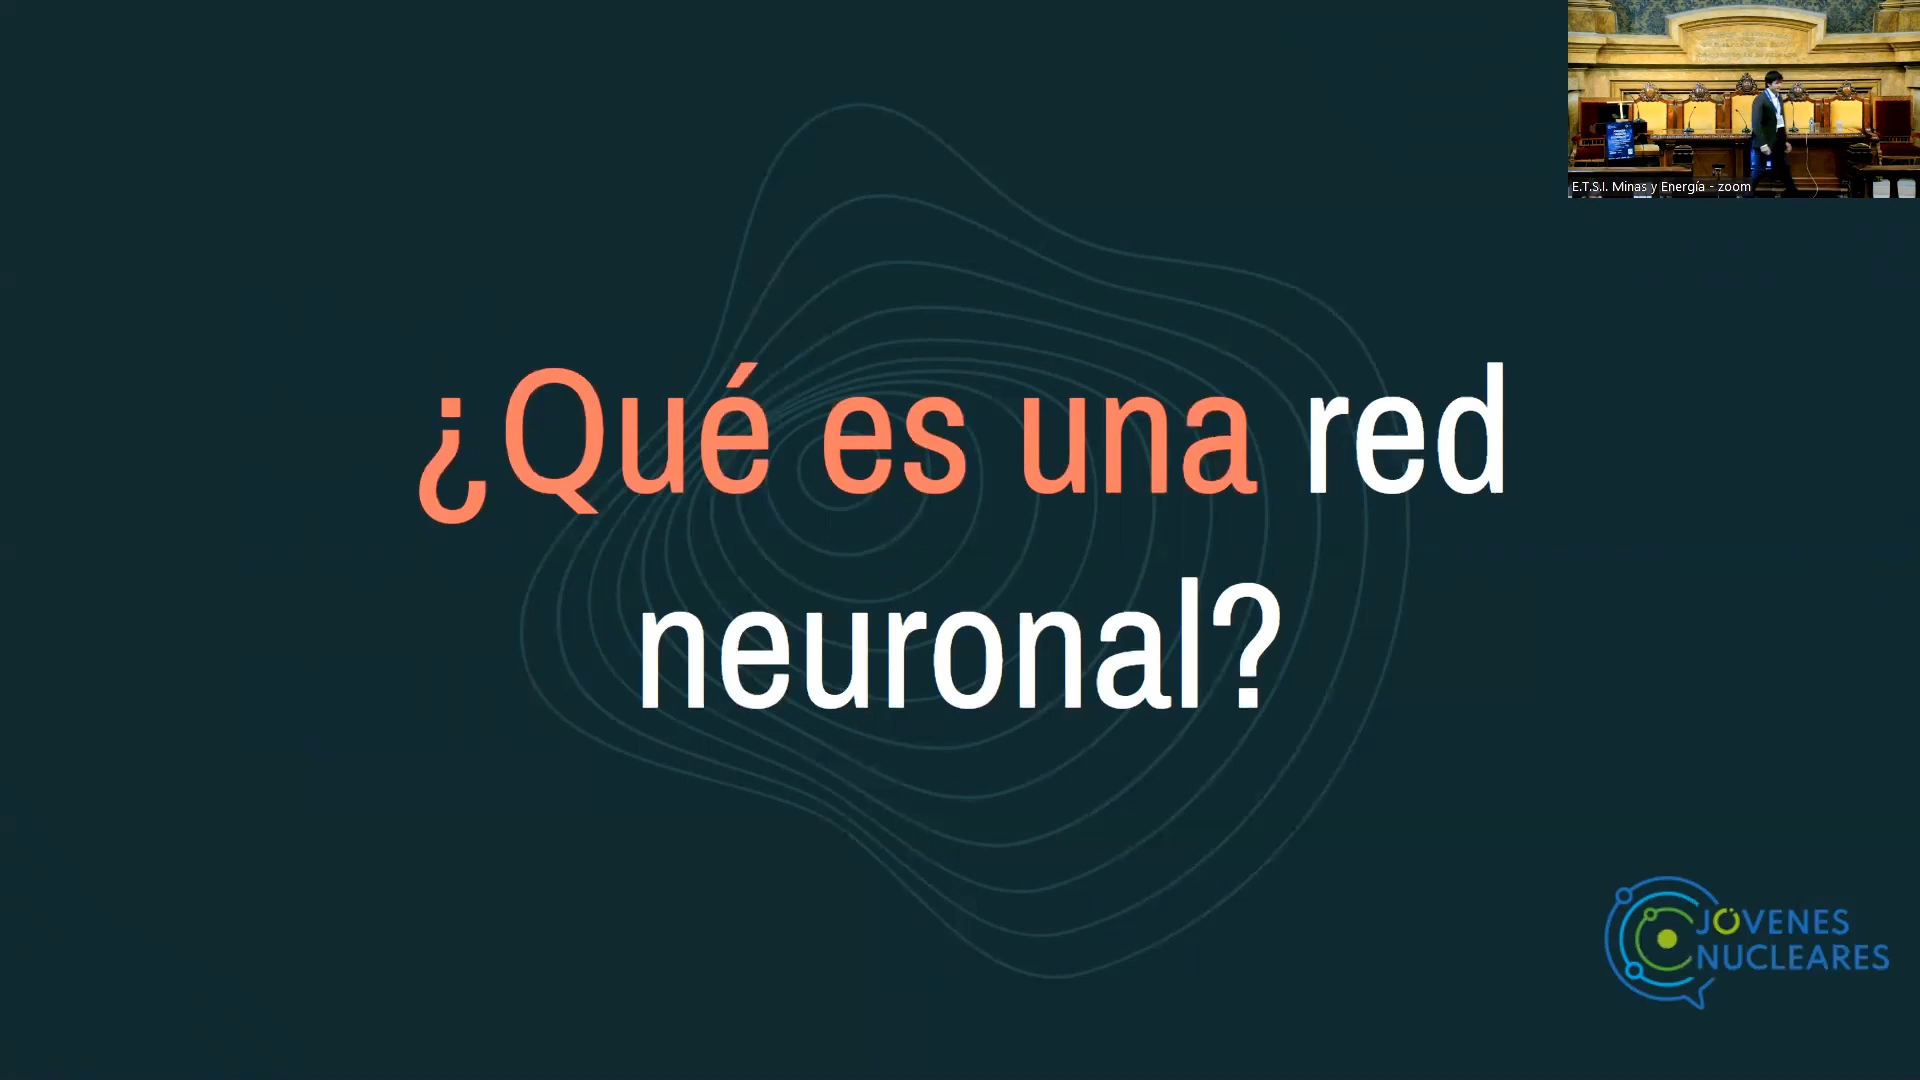 E.T.S.I. Minas y Energía - zoom
¿Qué es una red
neuronal?
JÓVENES
NUCLEARES